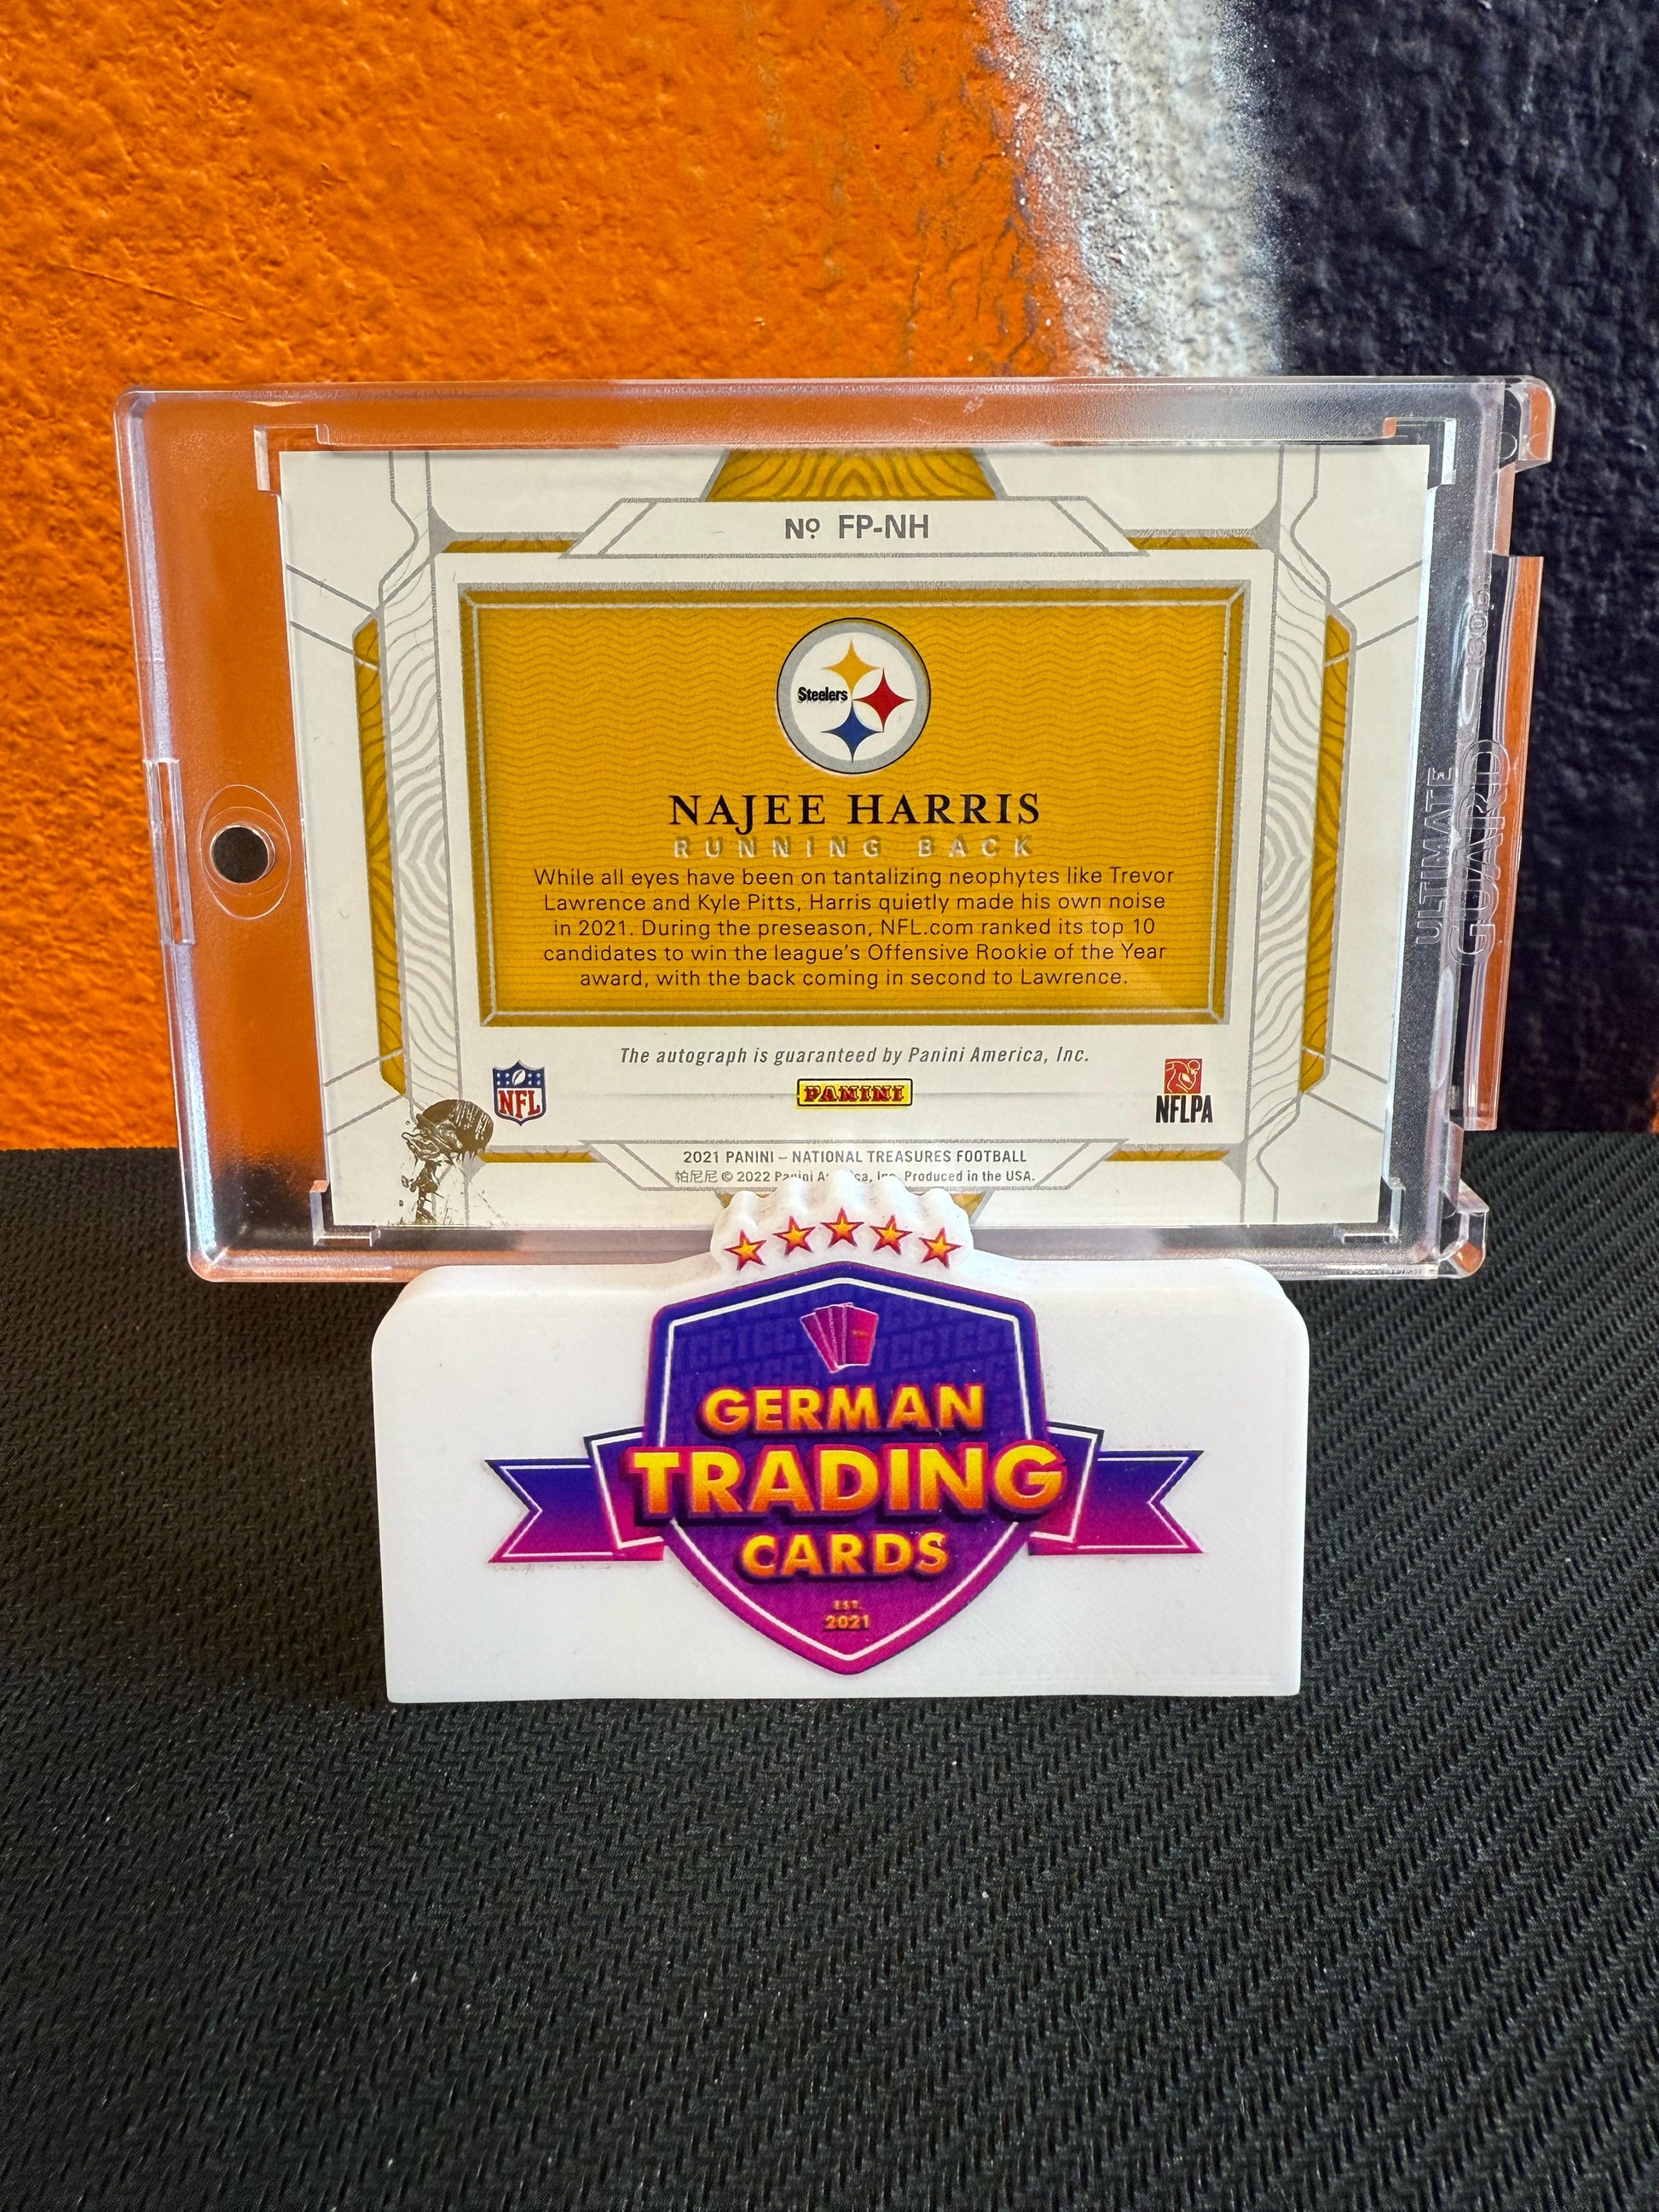 Nº FP-NH
Steelers
NAJEE HARRIS
RUNNING BACK
While all eyes have been on tantalizing neophytes like Trevor
Lawrence and Kyle Pitts, Harris quietly made his own noise
in 2021. During the preseason, NFL.com ranked its top 10
candidates to win the league's Offensive Rookie of the Year
award, with the back coming in second to Lawrence.
The autograph is guaranteed by Panini America, Inc.
NFL
PANINI
NFLPA
2021 PANINI – NATIONAL TREASURES FOOTBALL
帕尼尼 © 2022 Panini America, Inc. Produced in the USA.
ULTIMATE
GUARD
GERMAN
TRADING
CARDS
EST.
2021